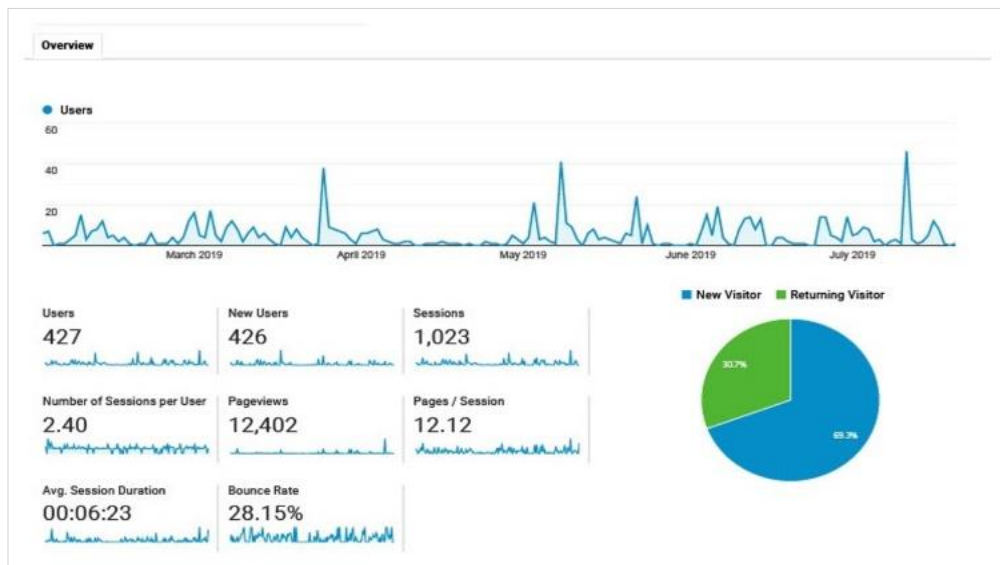 Overview
Users
60
40
20
March 2019 April 2019 May 2019 June 2019 July 2019
New Visitor Returning Visitor
Users New Users Sessions
427 426 1,023
Number of Sessions per User Pageviews Pages / Session
2.40 12,402 12.12
30.7%
69.3%
Avg. Session Duration Bounce Rate
00:06:23 28.15%